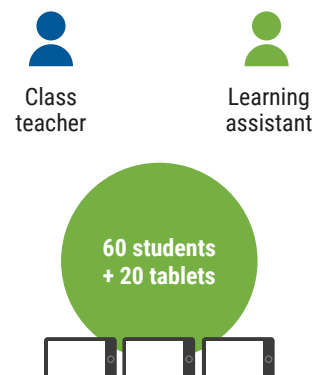 Class
teacher
Learning
assistant
60 students
+ 20 tablets